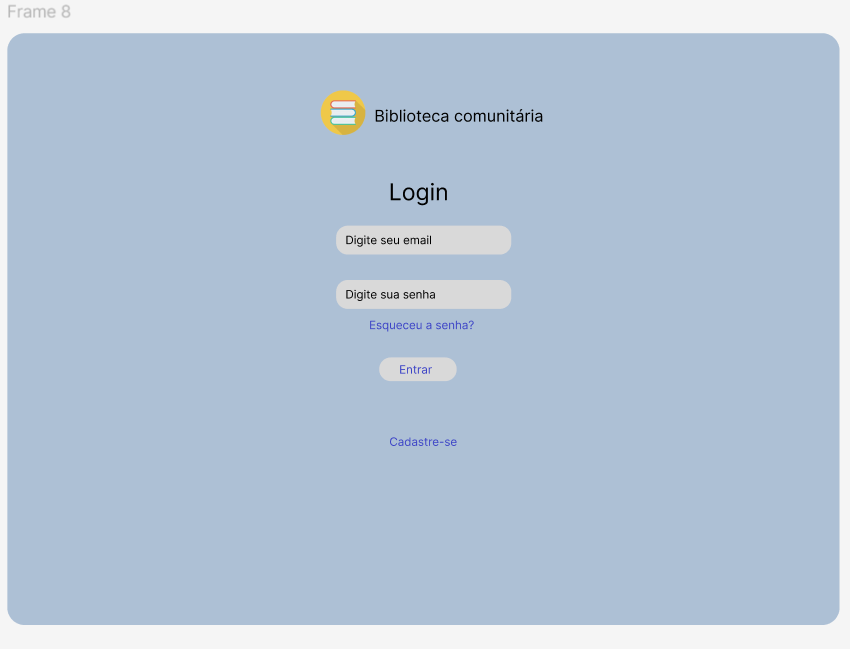 Frame 8
Biblioteca comunitária
Login
Digite seu email
Digite sua senha
Esqueceu a senha?
Entrar
Cadastre-se